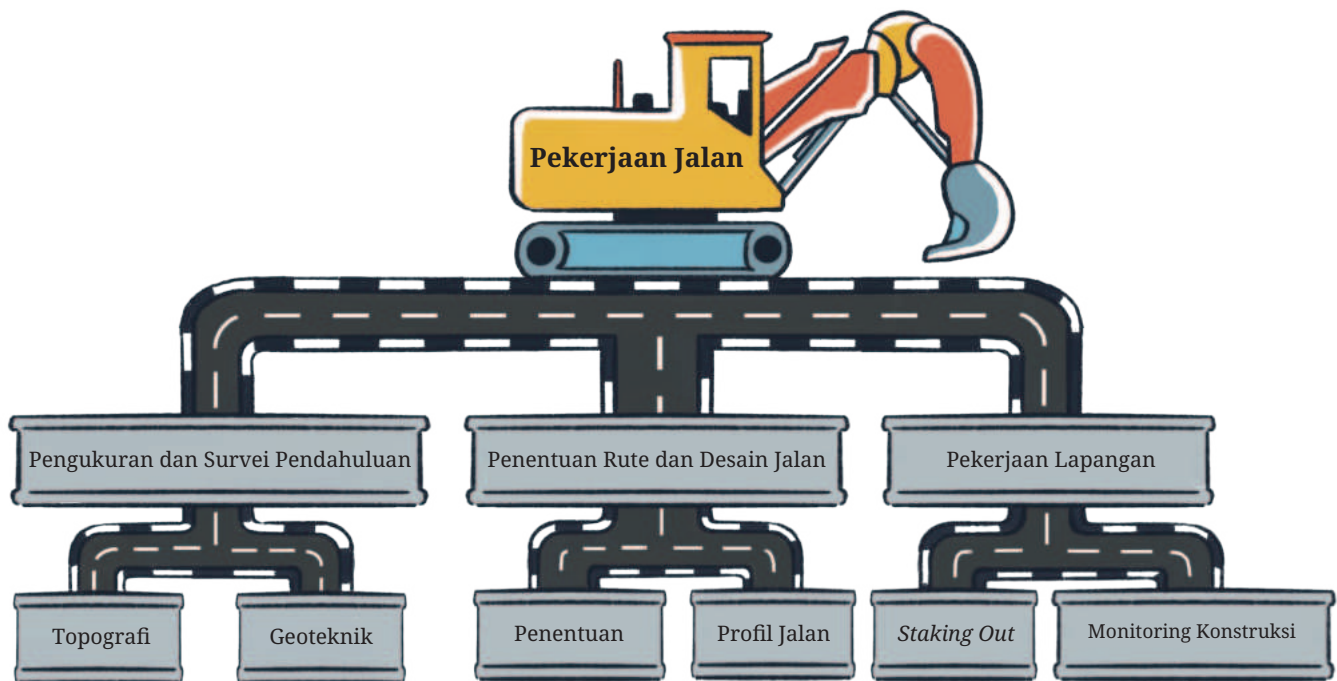 Pekerjaan Jalan
Pengukuran dan Survei Pendahuluan
Penentuan Rute dan Desain Jalan
Pekerjaan Lapangan
Topografi
Geoteknik
Penentuan
Profil Jalan
Staking Out
Monitoring Konstruksi